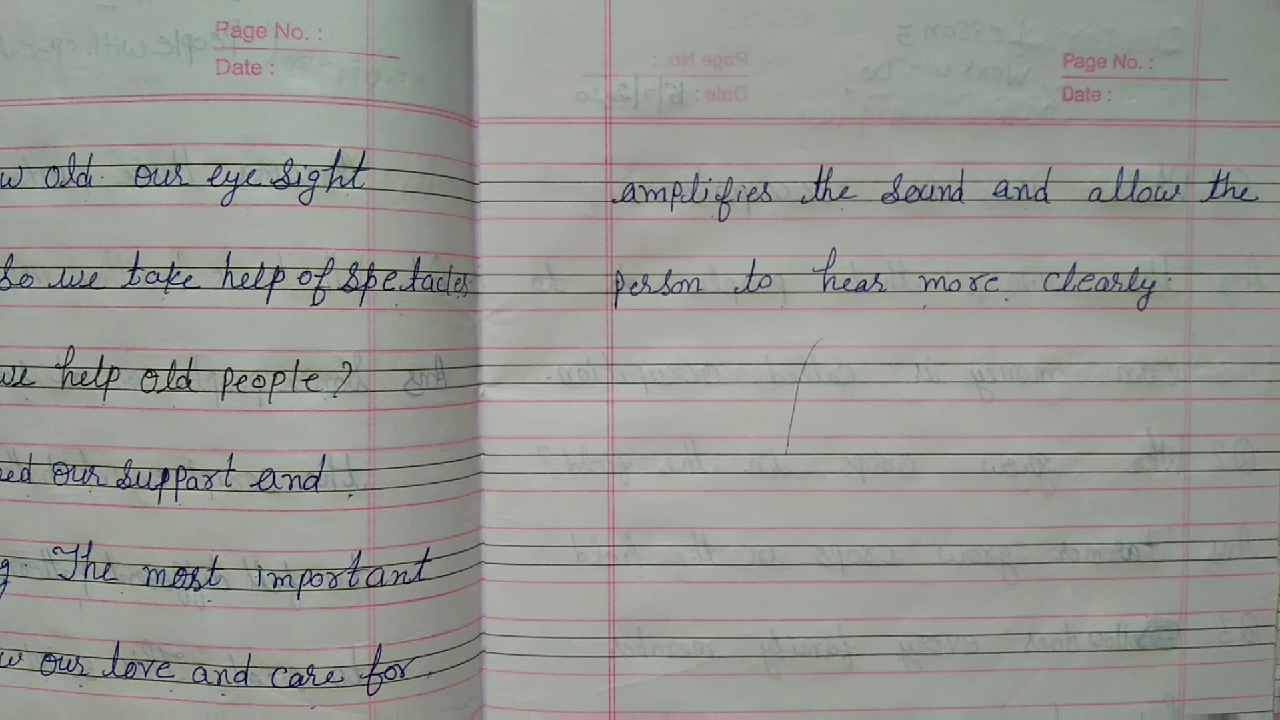 Page No. :
Date :
w old. our eye sight
So we take help of spectacles
we help old people?
our support and
The most important
w our love and care for
Page No. :
Date :
amplifies the sound and allow the
person to hear more clearly.